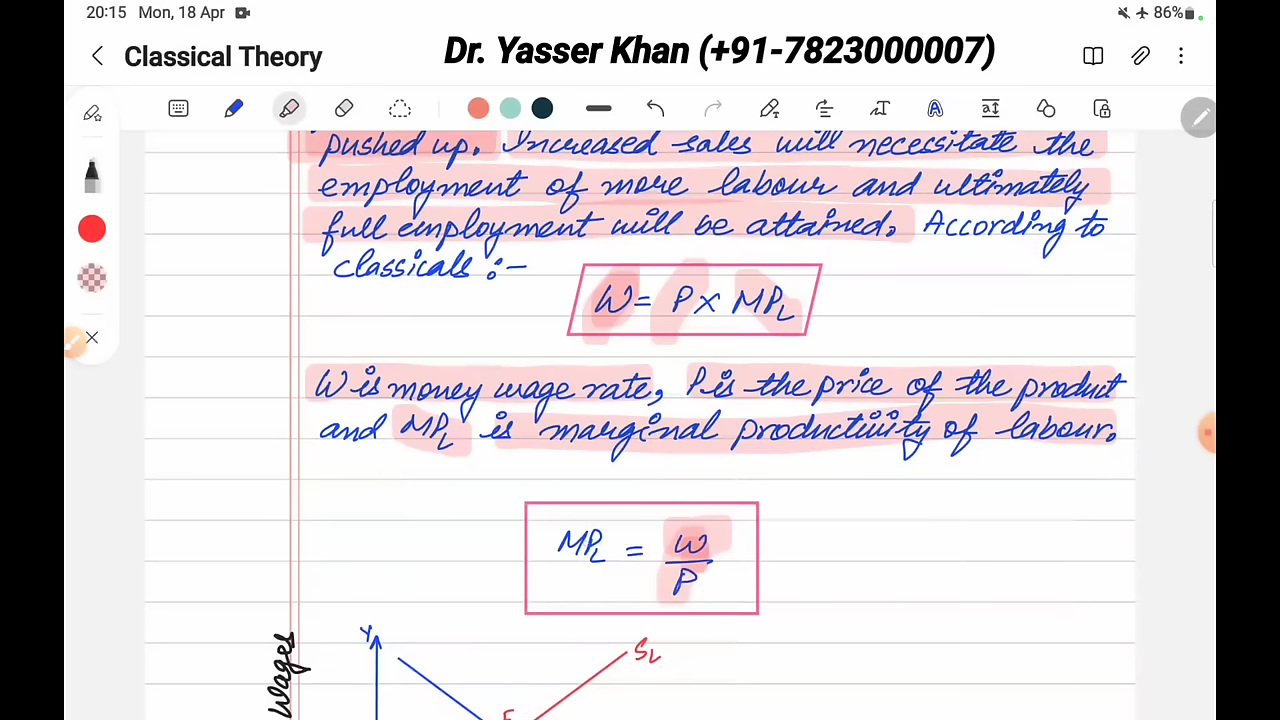 20:15 Mon, 18 Apr
86%
Classical Theory
Dr. Yasser Khan (+91-7823000007)
pushed up. Increased sales will necessitate the
employment of more labour and ultimately
full employment will be attained. According to
classicals :-
W = P x MPL
W is money wage rate, P is the price of the product
and MPL is marginal productivity of labour.
MPL = W
P
Y
SL
E
Wages